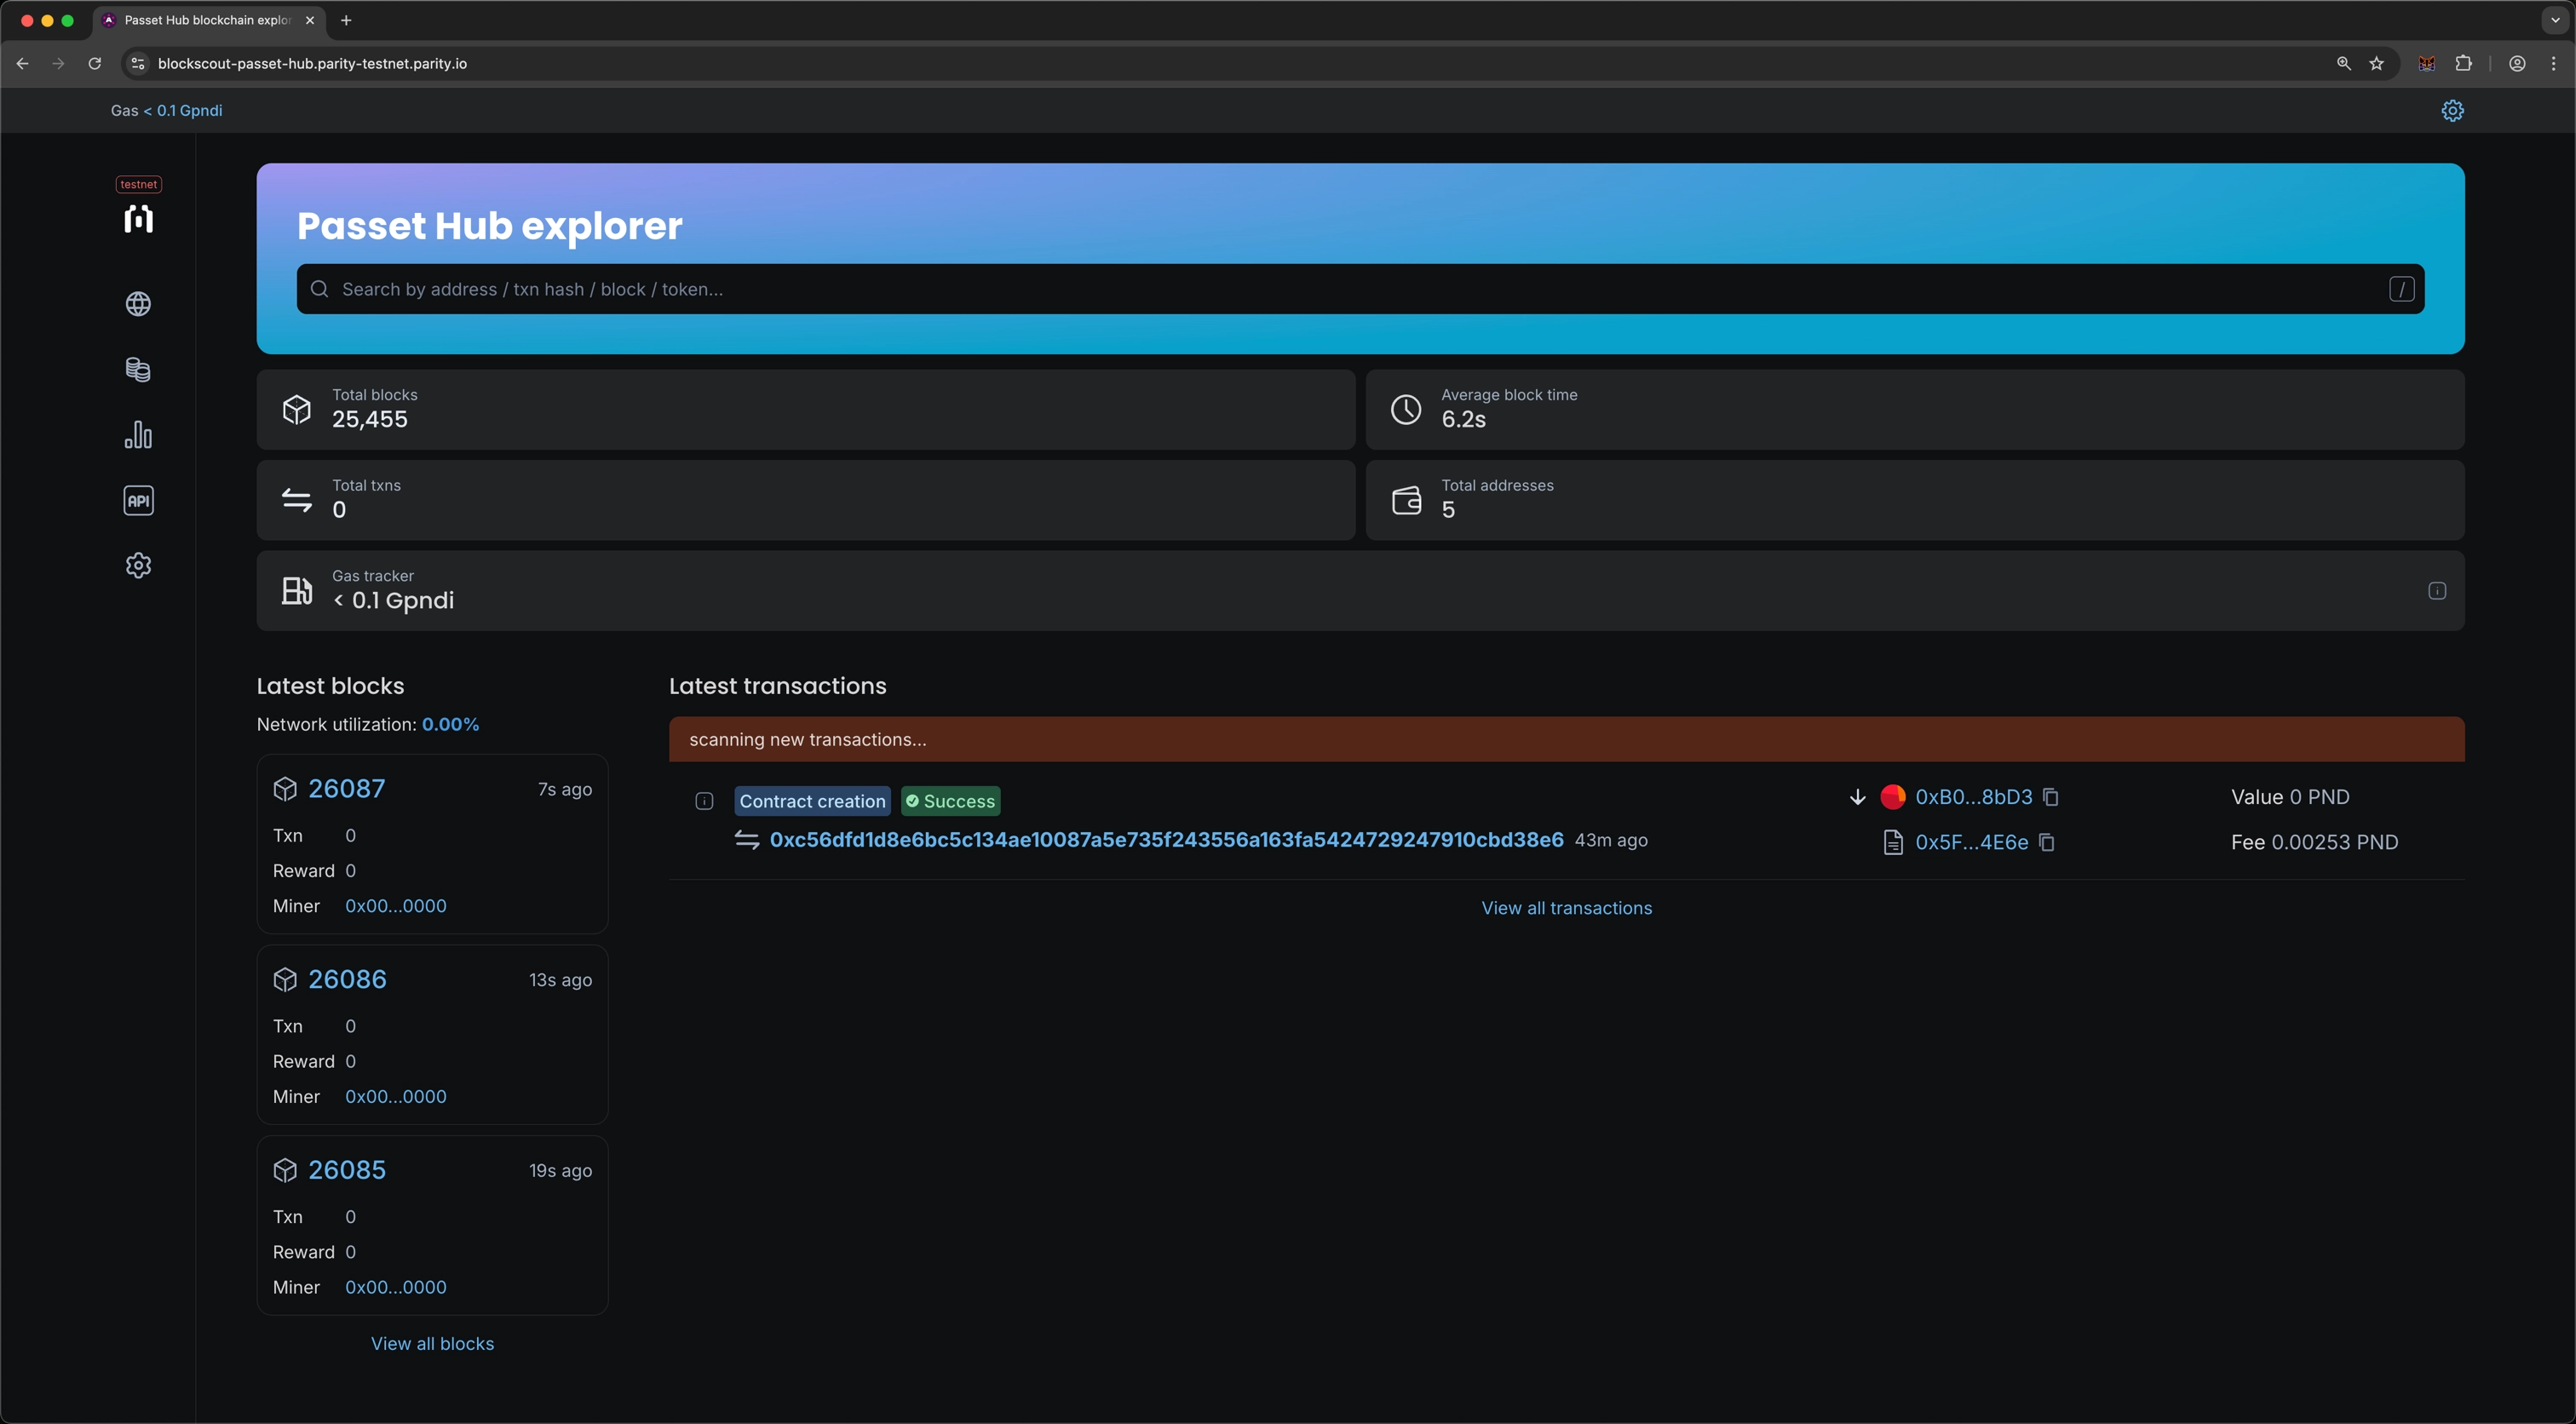 Passet Hub blockchain explor
blockscout-passet-hub.parity-testnet.parity.io
Gas < 0.1 Gpndi
testnet
API
Passet Hub explorer
Search by address / txn hash / block / token...
/
Total blocks
25,455
Average block time
6.2s
Total txns
0
Total addresses
5
Gas tracker
< 0.1 Gpndi
Latest blocks
Network utilization: 0.00%
26087 7s ago
Txn 0
Reward 0
Miner 0x00...0000
26086 13s ago
Txn 0
Reward 0
Miner 0x00...0000
26085 19s ago
Txn 0
Reward 0
Miner 0x00...0000
View all blocks
Latest transactions
scanning new transactions...
Contract creation Success
0xc56dfd1d8e6bc5c134ae10087a5e735f243556a163fa5424729247910cbd38e6 43m ago
0xB0...8bD3
0x5F...4E6e
Value 0 PND
Fee 0.00253 PND
View all transactions